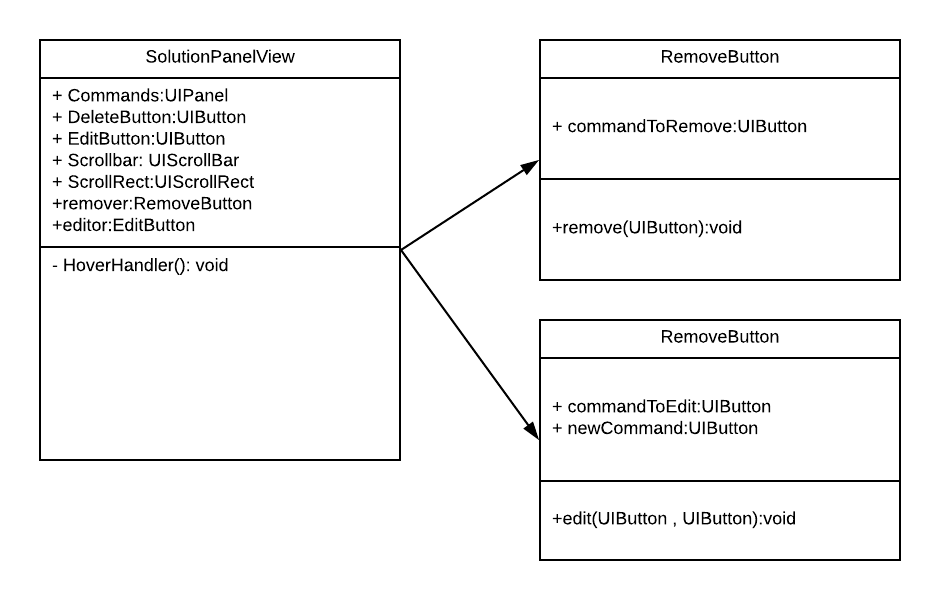 SolutionPanelView
+ Commands:UIPanel
+ DeleteButton:UIButton
+ EditButton:UIButton
+ Scrollbar: UIScrollBar
+ ScrollRect:UIScrollRect
+remover:RemoveButton
+editor:EditButton
- HoverHandler(): void
RemoveButton
+ commandToRemove:UIButton
+remove(UIButton):void
RemoveButton
+ commandToEdit:UIButton
+ newCommand:UIButton
+edit(UIButton , UIButton):void